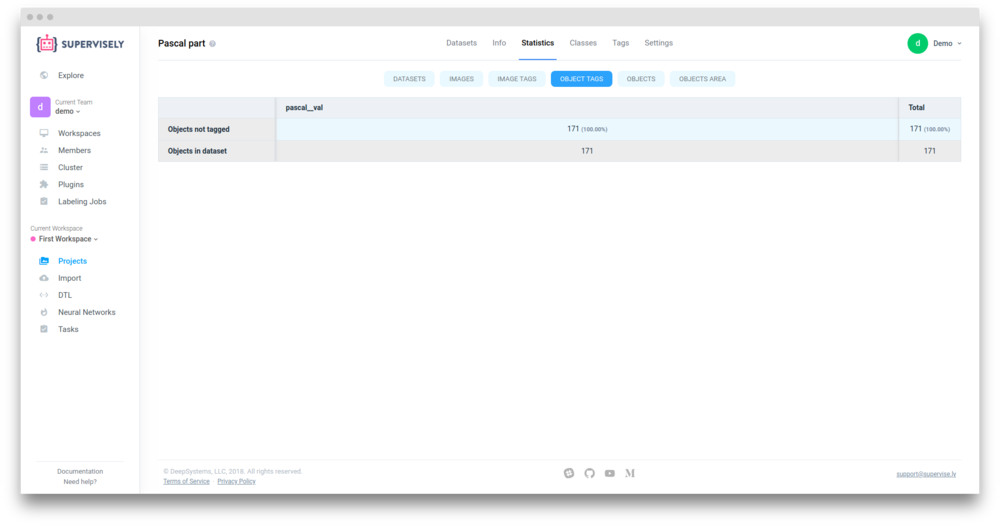 SUPERVISELY
Pascal part ?
Datasets Info Statistics Classes Tags Settings
d Demo
Explore
DATASETS IMAGES IMAGE TAGS OBJECT TAGS OBJECTS OBJECTS AREA
d
Current Team
demo
pascal__val Total
Objects not tagged 171 (100.00%) 171 (100.00%)
Objects in dataset 171 171
Workspaces
Members
Cluster
Plugins
Labeling Jobs
Current Workspace
First Workspace
Projects
Import
DTL
Neural Networks
Tasks
Documentation
Need help?
© DeepSystems, LLC, 2018. All rights reserved.
Terms of Service · Privacy Policy
support@supervise.ly